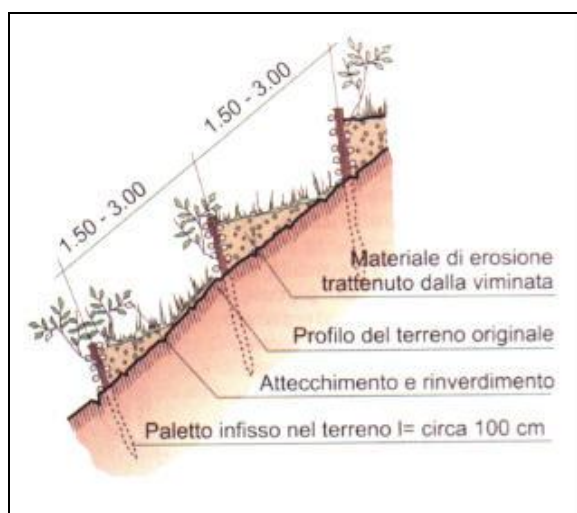 1.50 - 3.00
1.50 - 3.00
Materiale di erosione
trattenuto dalla viminata
Profilo del terreno originale
Attecchimento e rinverdimento
Paletto infisso nel terreno l= circa 100 cm